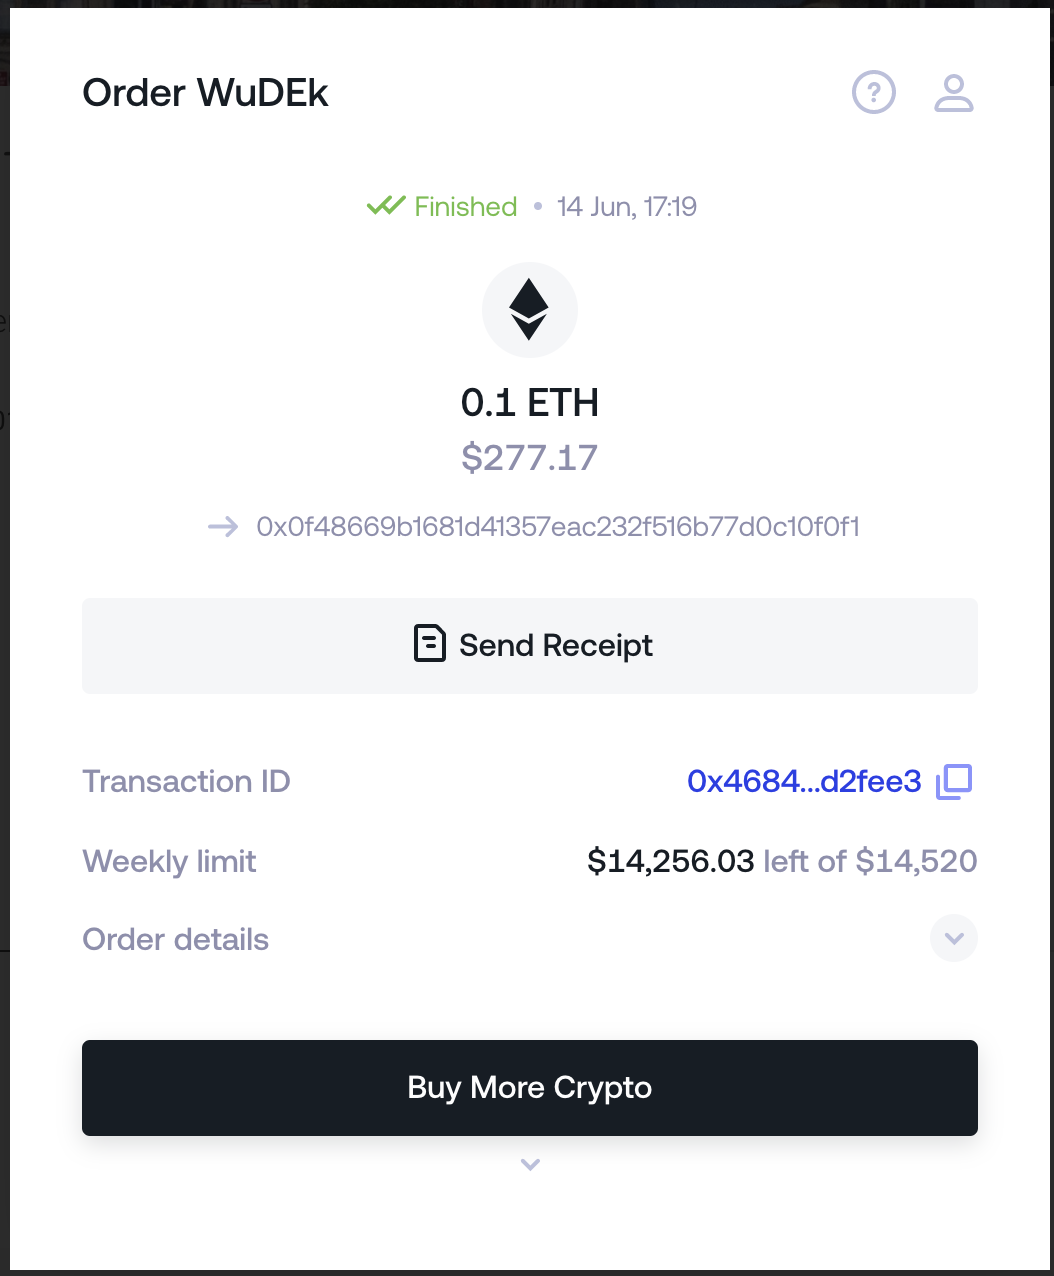 Order WuDEk
?
Finished • 14 Jun, 17:19
0.1 ETH
$277.17
→ 0x0f48669b1681d41357eac232f516b77d0c10f0f1
Send Receipt
Transaction ID 0x4684...d2fee3
Weekly limit $14,256.03 left of $14,520
Order details
Buy More Crypto